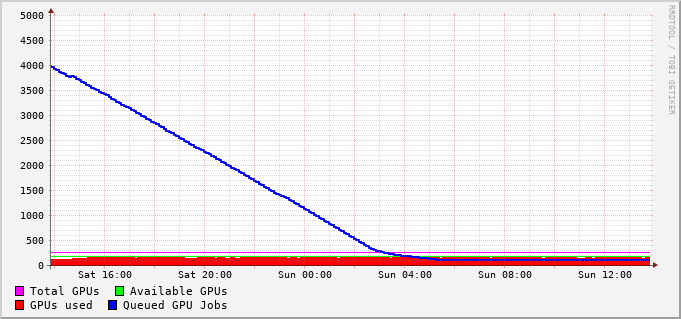 RRDTOOL / TOBI OETIKER
5000
4500
4000
3500
3000
2500
2000
1500
1000
500
0
Sat 16:00 Sat 20:00 Sun 00:00 Sun 04:00 Sun 08:00 Sun 12:00
Total GPUs Available GPUs
GPUs used Queued GPU Jobs